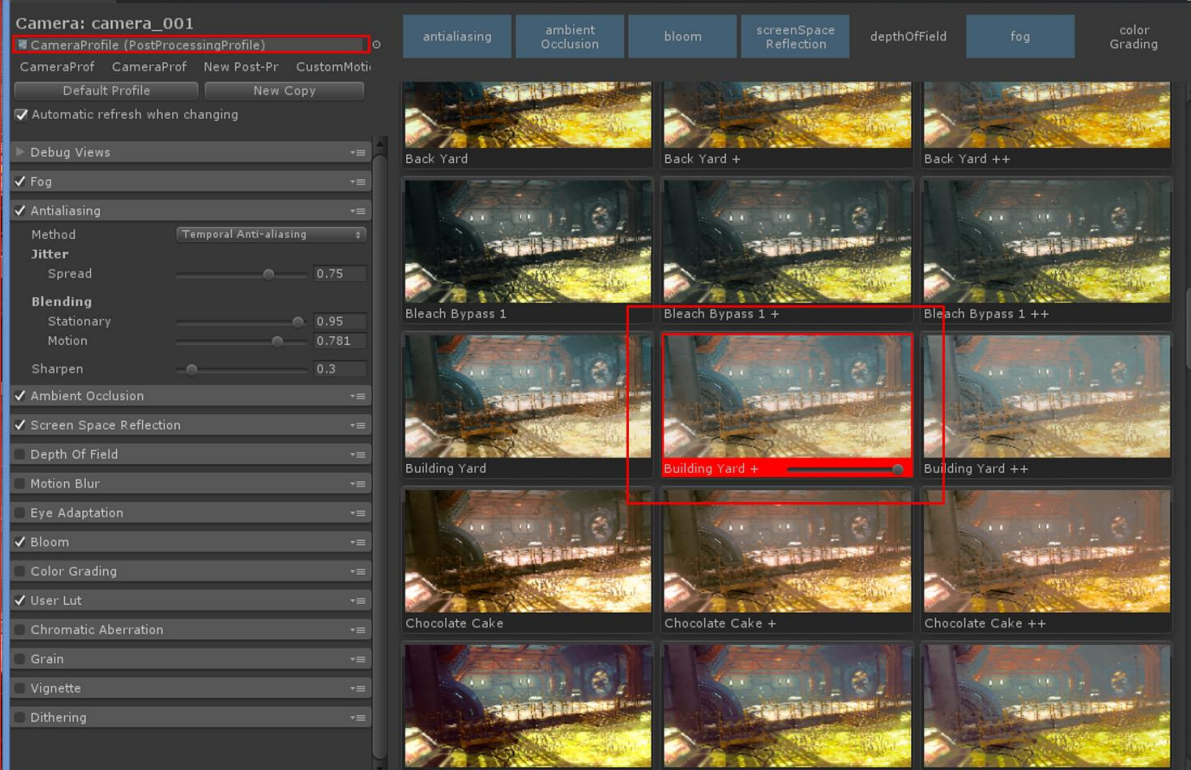 Camera: camera_001
CameraProfile (PostProcessingProfile)
CameraProf CameraProf New Post-Pr CustomMoti
Default Profile New Copy
Automatic refresh when changing
Debug Views
Fog
Antialiasing
Method Temporal Anti-aliasing
Jitter
Spread 0.75
Blending
Stationary 0.95
Motion 0.781
Sharpen 0.3
Ambient Occlusion
Screen Space Reflection
Depth Of Field
Motion Blur
Eye Adaptation
Bloom
Color Grading
User Lut
Chromatic Aberration
Grain
Vignette
Dithering
antialiasing
ambient
Occlusion
bloom
screenSpace
Reflection
depthOfField
fog
color
Grading
Back Yard Back Yard + Back Yard ++
Bleach Bypass 1 Bleach Bypass 1 + Bleach Bypass 1 ++
Building Yard Building Yard + Building Yard ++
Chocolate Cake Chocolate Cake + Chocolate Cake ++